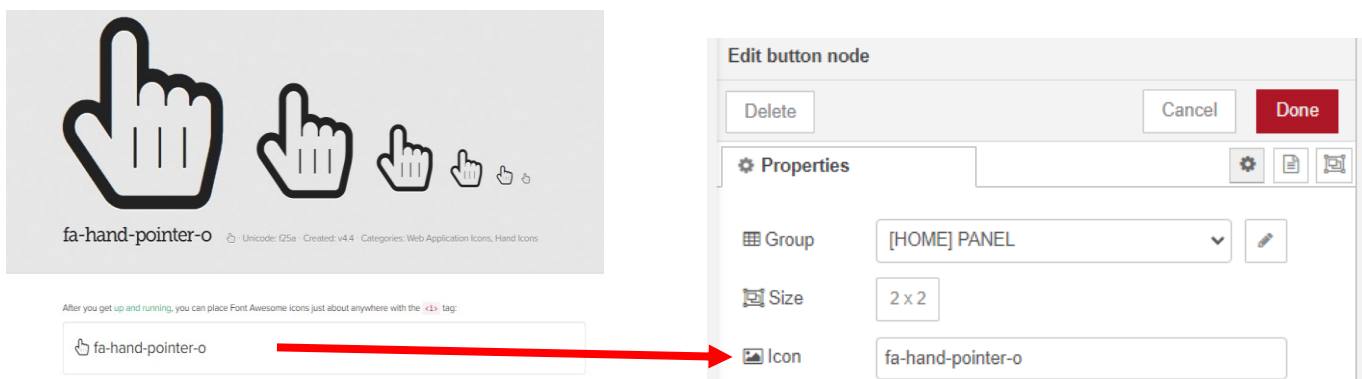 fa-hand-pointer-o · Unicode: f25a · Created: v4.4 · Categories: Web Application Icons, Hand Icons
After you get up and running, you can place Font Awesome icons just about anywhere with the <i> tag:
fa-hand-pointer-o
Edit button node
Delete Cancel Done
Properties
Group [HOME] PANEL
Size 2 x 2
Icon fa-hand-pointer-o